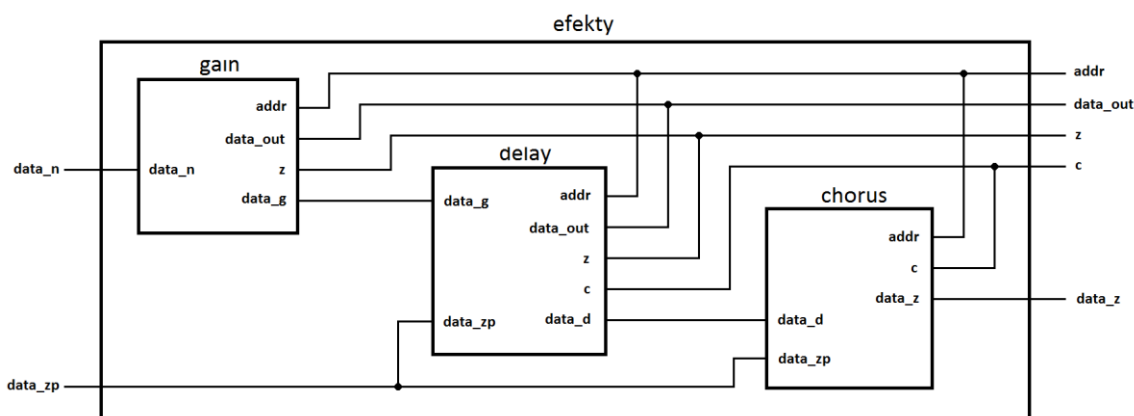 efekty
gaın
addr
data_out
data_n
data_n
z
data_g
delay
data_g
addr
data_out
z
c
data_zp
data_d
chorus
addr
c
data_z
data_d
data_zp
addr
data_out
z
c
data_z
data_zp